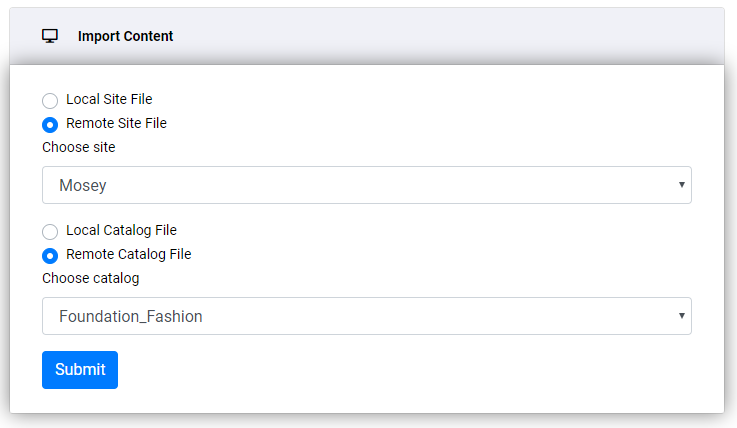 Import Content
Local Site File
Remote Site File
Choose site
Mosey
Local Catalog File
Remote Catalog File
Choose catalog
Foundation_Fashion
Submit